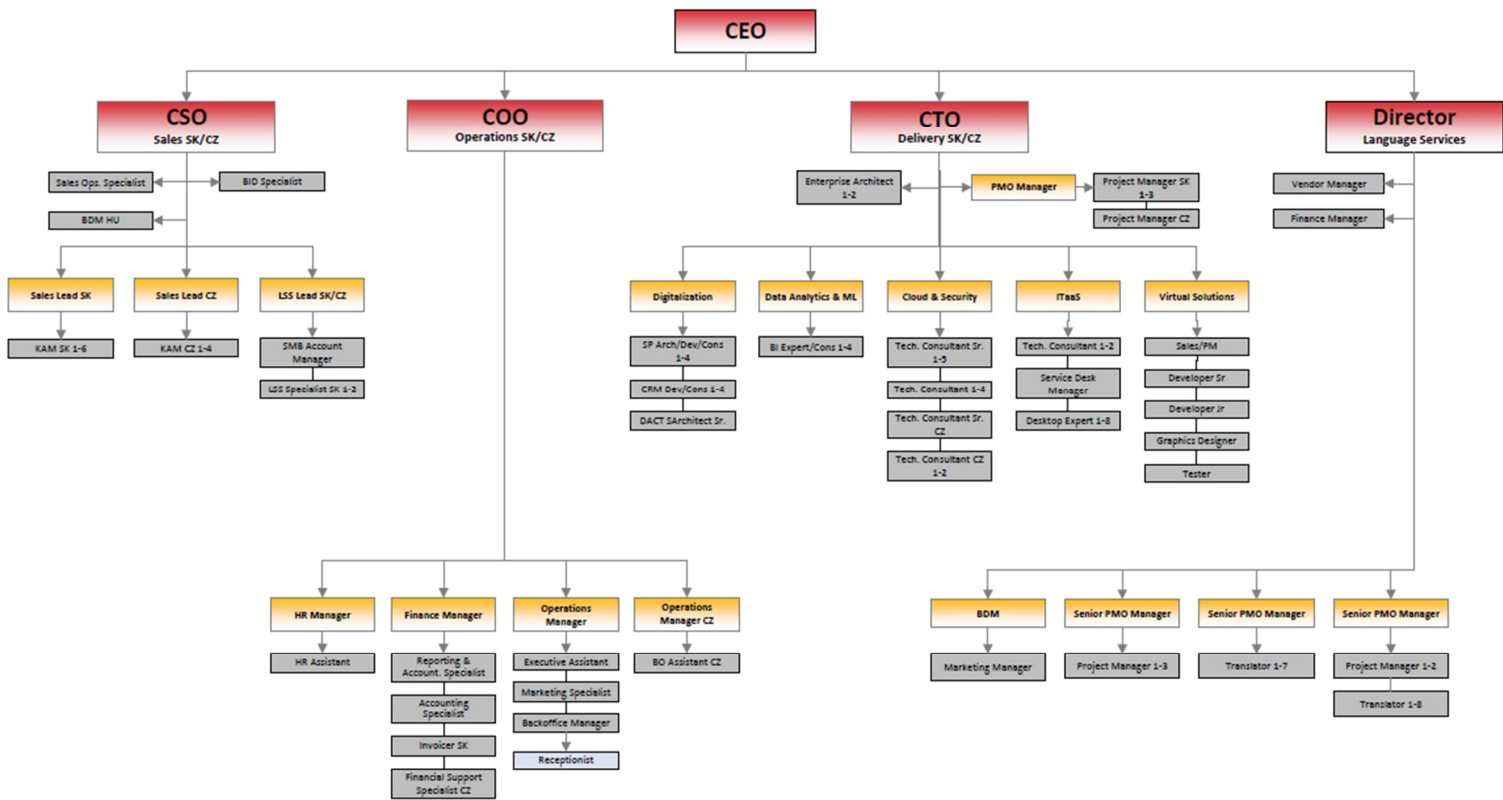 CEO
CSO
Sales SK/CZ
COO
Operations SK/CZ
CTO
Delivery SK/CZ
Director
Language Services
Sales Ops. Specialist
BID Specialist
BDM HU
Enterprise Architect
1-2
PMO Manager
Project Manager SK
1-3
Project Manager CZ
Vendor Manager
Finance Manager
Sales Lead SK
Sales Lead CZ
LSS Lead SK/CZ
KAM SK 1-6
KAM CZ 1-4
SMB Account
Manager
LSS Specialist SK 1-2
Digitalization
Data Analytics & ML
Cloud & Security
ITaaS
Virtual Solutions
SP Arch/Dev/Cons
1-4
CRM Dev/Cons 1-4
DACT SArchitect Sr.
BI Expert/Cons 1-4
Tech. Consultant Sr.
1-5
Tech. Consultant 1-4
Tech. Consultant Sr.
CZ
Tech. Consultant CZ
1-2
Tech. Consultant 1-2
Service Desk
Manager
Desktop Expert 1-8
Sales/PM
Developer Sr
Developer Jr
Graphics Designer
Tester
HR Manager
Finance Manager
Operations
Manager
Operations
Manager CZ
HR Assistant
Reporting &
Account. Specialist
Accounting
Specialist
Invoicer SK
Financial Support
Specialist CZ
Executive Assistant
Marketing Specialist
Backoffice Manager
Receptionist
BO Assistant CZ
BDM
Senior PMO Manager
Senior PMO Manager
Senior PMO Manager
Marketing Manager
Project Manager 1-3
Translator 1-7
Project Manager 1-2
Translator 1-8